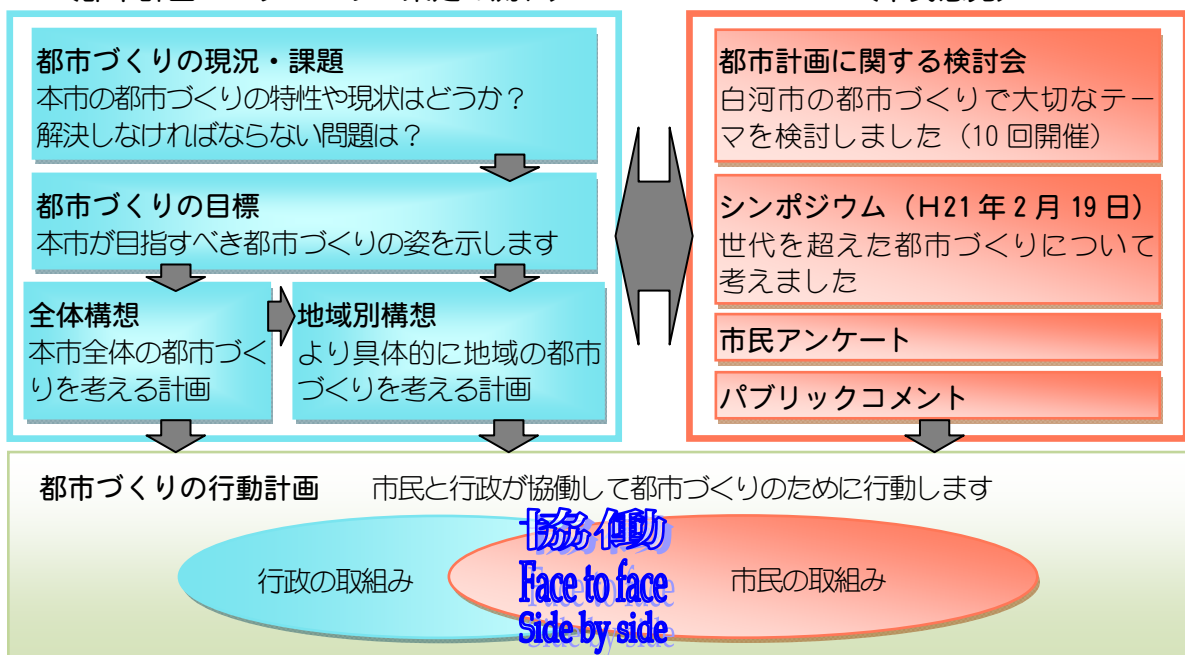 都市づくりの現況・課題
本市の都市づくりの特性や現状はどうか？
解決しなければならない問題は？
都市づくりの目標
本市が目指すべき都市づくりの姿を示します
全体構想
本市全体の都市づく
りを考える計画
地域別構想
より具体的に地域の都市
づくりを考える計画
都市計画に関する検討会
白河市の都市づくりで大切なテー
マを検討しました（10 回開催）
シンポジウム（H21 年 2 月 19 日）
世代を超えた都市づくりについて
考えました
市民アンケート
パブリックコメント
都市づくりの行動計画　市民と行政が協働して都市づくりのために行動します
行政の取組み
協働
Face to face
Side by side
市民の取組み